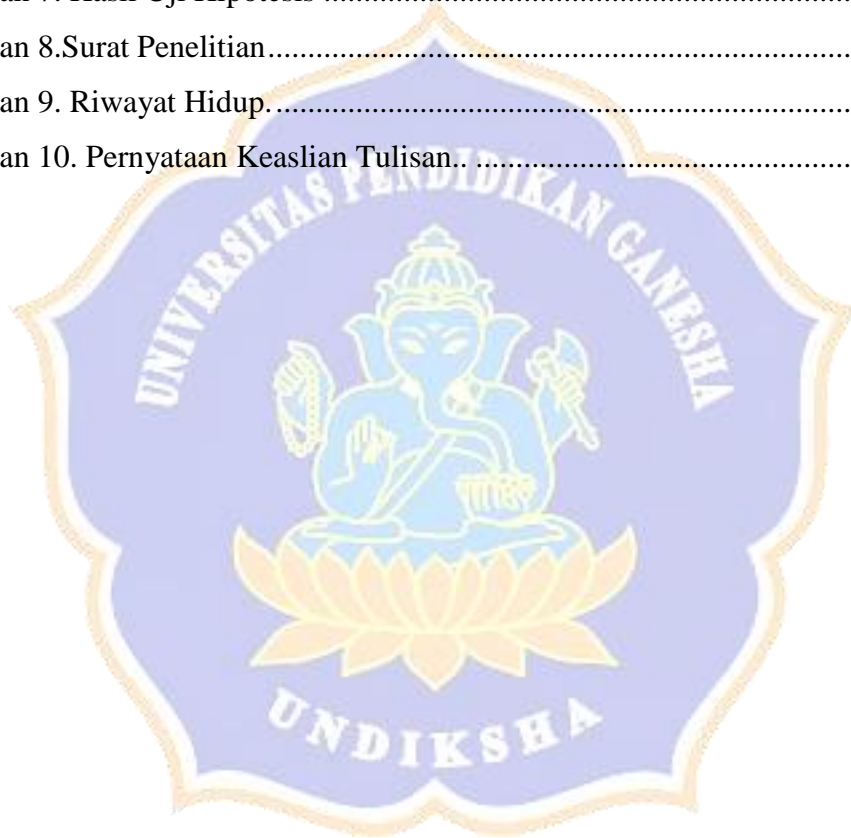 an 7. Hasil Uji Hipotesis ....................................................................
an 8.Surat Penelitian.........................................................................
an 9. Riwayat Hidup..........................................................................
an 10. Pernyataan Keaslian Tulisan.. ...............................................
UNIVERSITAS PENDIDIKAN GANESHA
UNDIKSHA